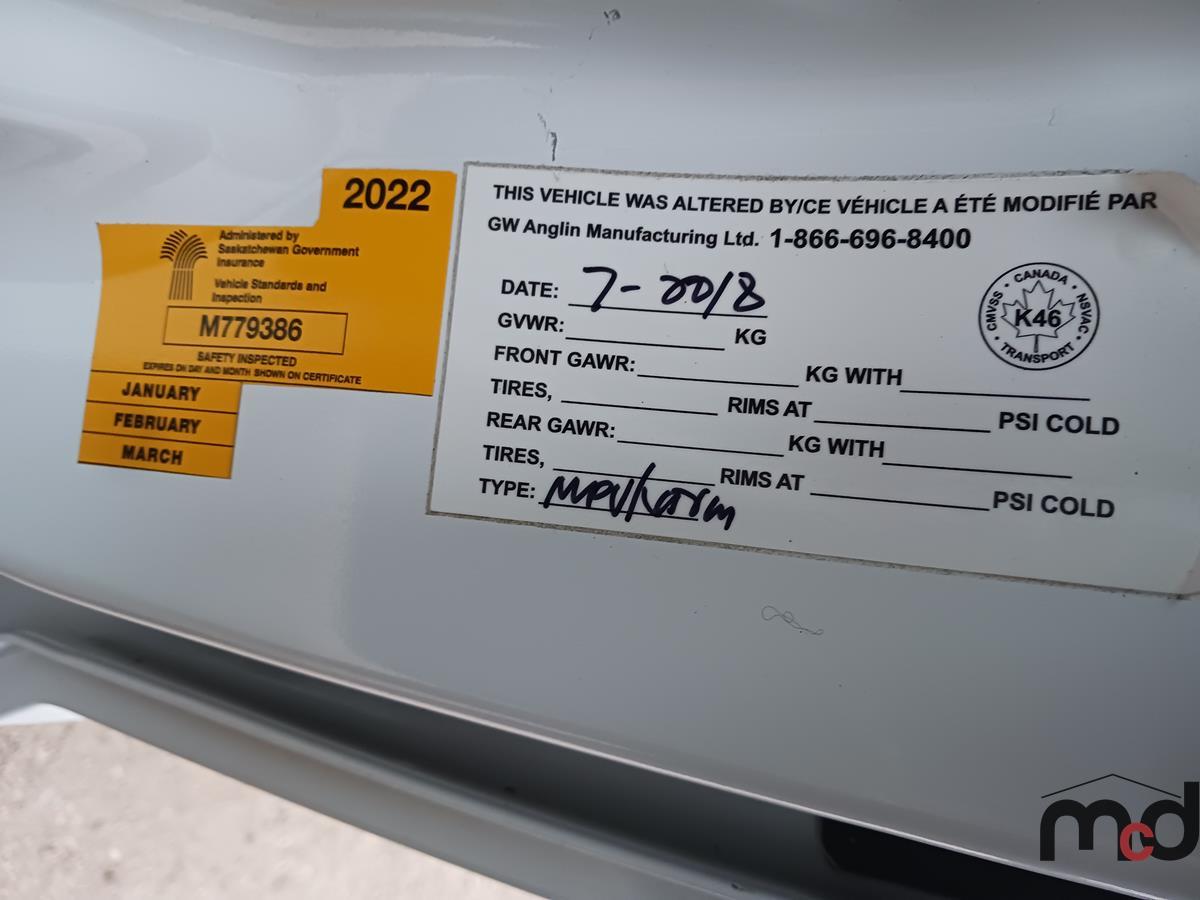 2022
Administered by
Saskatchewan Government
Insurance
Vehicle Standards and
Inspection
M779386
SAFETY INSPECTED
EXPIRES ON DAY AND MONTH SHOWN ON CERTIFICATE
JANUARY
FEBRUARY
MARCH
THIS VEHICLE WAS ALTERED BY/CE VÉHICLE A ÉTÉ MODIFIÉ PAR
GW Anglin Manufacturing Ltd. 1-866-696-8400
DATE: 7-2018
GVWR: KG
FRONT GAWR: KG WITH
TIRES, RIMS AT PSI COLD
REAR GAWR: KG WITH
TIRES, RIMS AT PSI COLD
TYPE: MPV/
CANADA
CMVSS • NSVAC
K46
TRANSPORT
mcd